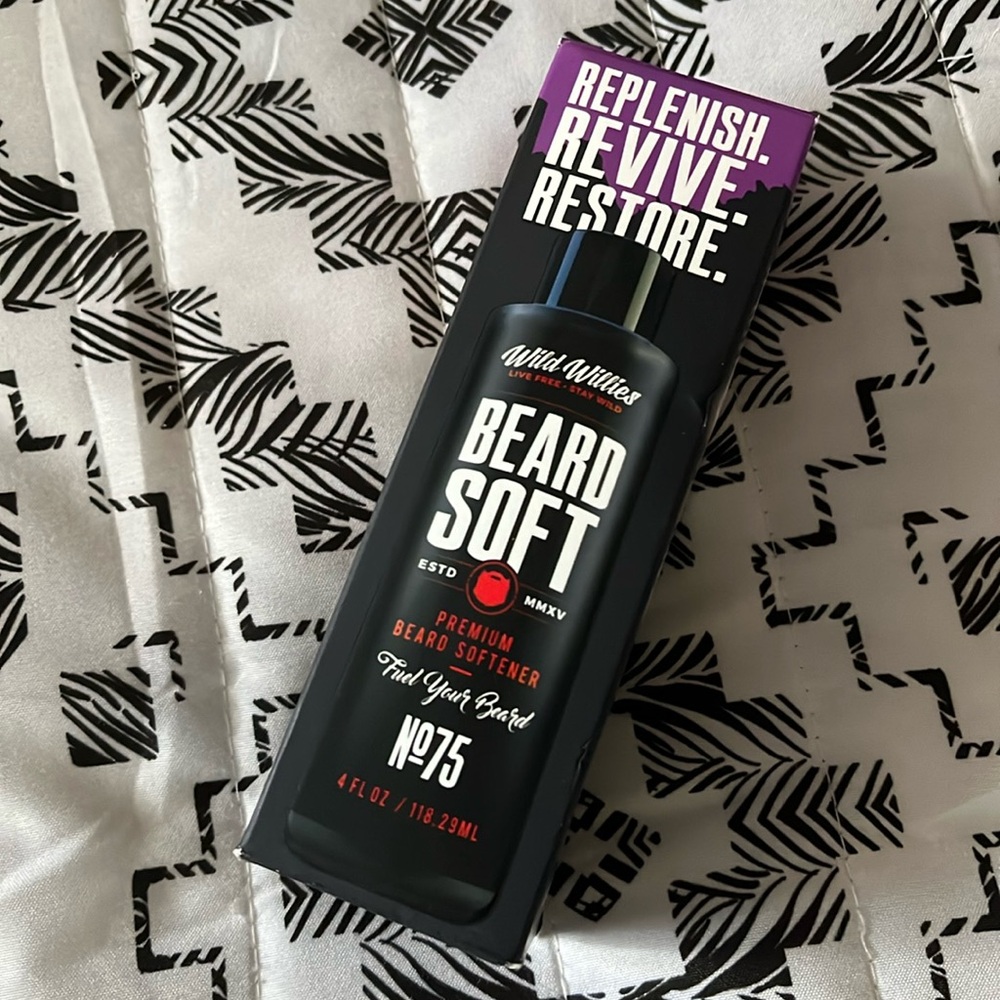 REPLENISH.
REVIVE.
RESTORE.
Wild Willies
LIVE FREE - STAY WILD
BEARD
SOFT
ESTD MMXV
PREMIUM
BEARD SOFTENER
Fuel Your Beard
Nº75
4 FL OZ / 118.29ML